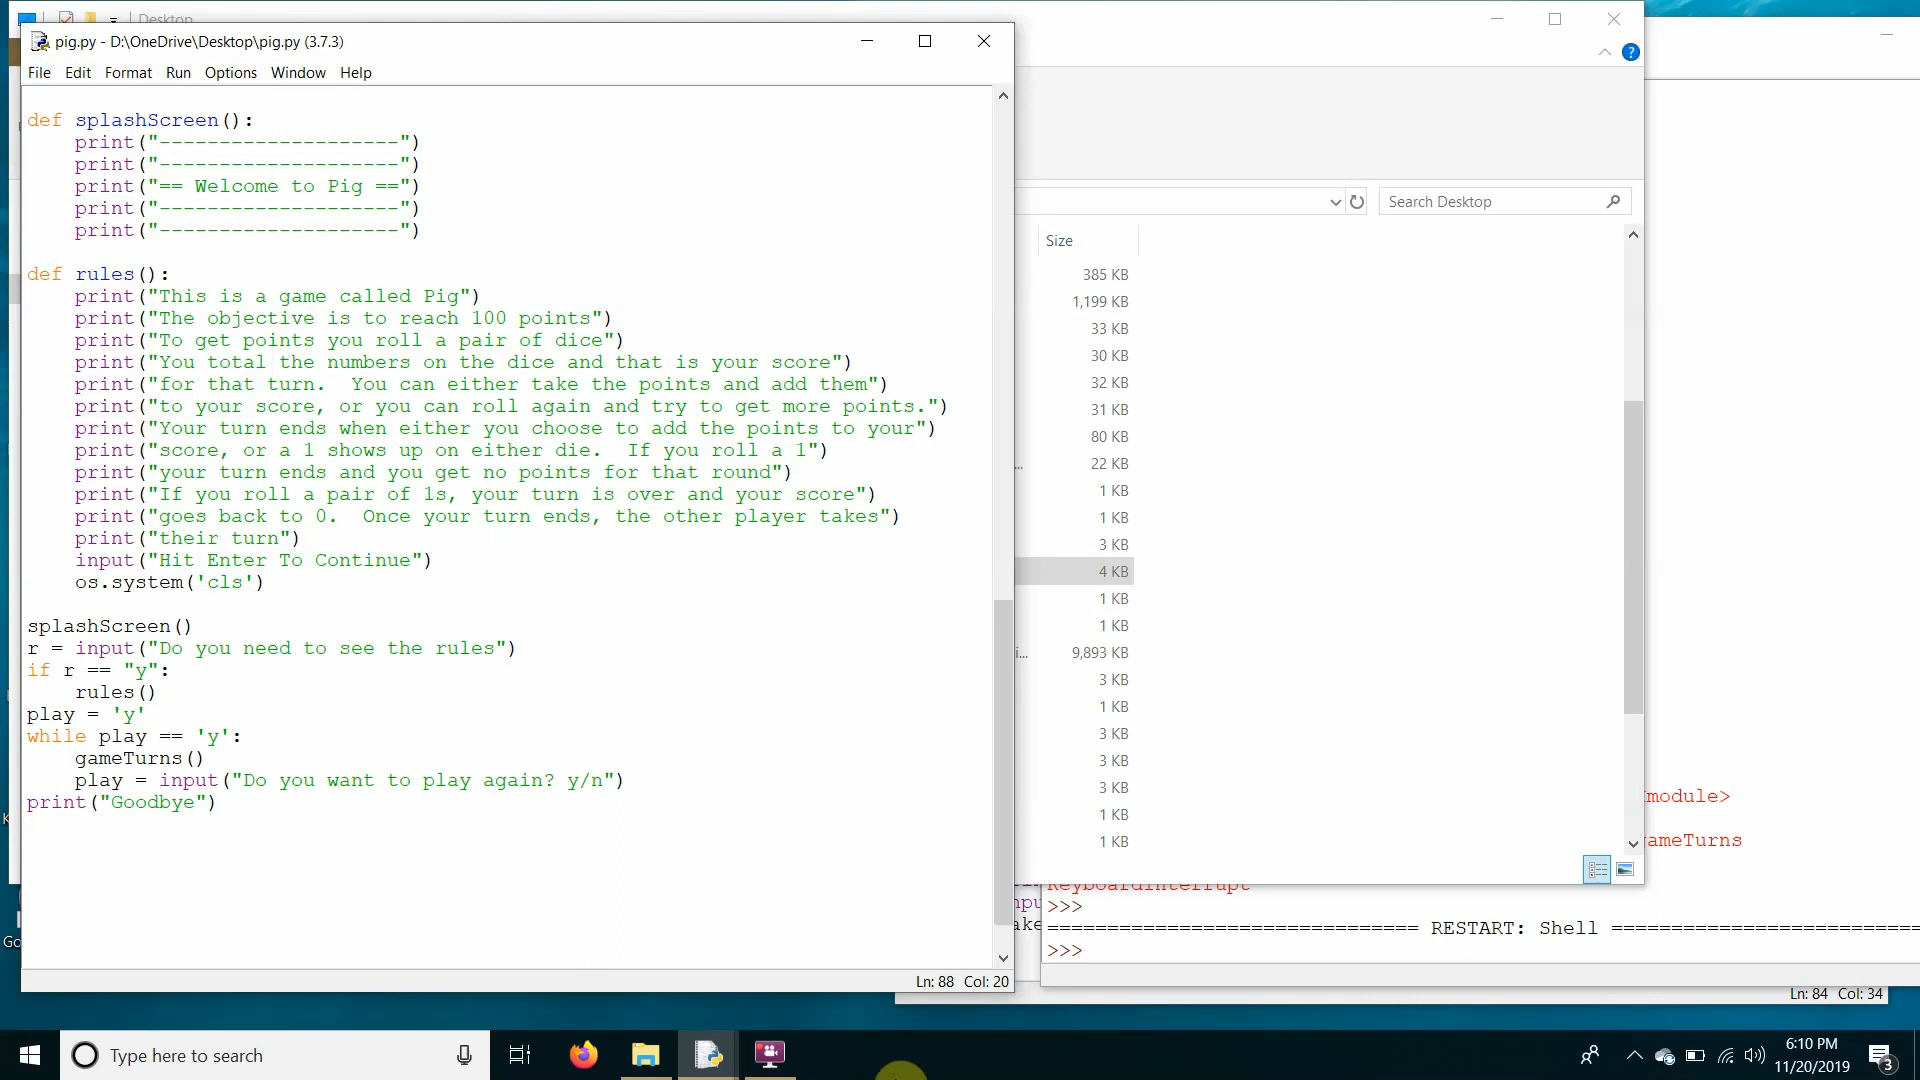 Desktop
pig.py - D:\OneDrive\Desktop\pig.py (3.7.3)
File Edit Format Run Options Window Help
def splashScreen():
    print("--------------------")
    print("--------------------")
    print("== Welcome to Pig ==")
    print("--------------------")
    print("--------------------")
def rules():
    print("This is a game called Pig")
    print("The objective is to reach 100 points")
    print("To get points you roll a pair of dice")
    print("You total the numbers on the dice and that is your score")
    print("for that turn.  You can either take the points and add them")
    print("to your score, or you can roll again and try to get more points.")
    print("Your turn ends when either you choose to add the points to your")
    print("score, or a 1 shows up on either die.  If you roll a 1")
    print("your turn ends and you get no points for that round")
    print("If you roll a pair of 1s, your turn is over and your score")
    print("goes back to 0.  Once your turn ends, the other player takes")
    print("their turn")
    input("Hit Enter To Continue")
    os.system('cls')
splashScreen()
r = input("Do you need to see the rules")
if r == "y":
    rules()
play = 'y'
while play == 'y':
    gameTurns()
    play = input("Do you want to play again? y/n")
print("Goodbye")
Ln: 88 Col: 20
Search Desktop
Size
385 KB
1,199 KB
33 KB
30 KB
32 KB
31 KB
80 KB
22 KB
1 KB
1 KB
3 KB
4 KB
1 KB
1 KB
9,893 KB
3 KB
1 KB
3 KB
3 KB
3 KB
1 KB
1 KB
module>
ameTurns
KeyboardInterrupt
>>>
=============================== RESTART: Shell ==========================
>>>
Ln: 84 Col: 34
Type here to search
6:10 PM
11/20/2019
3